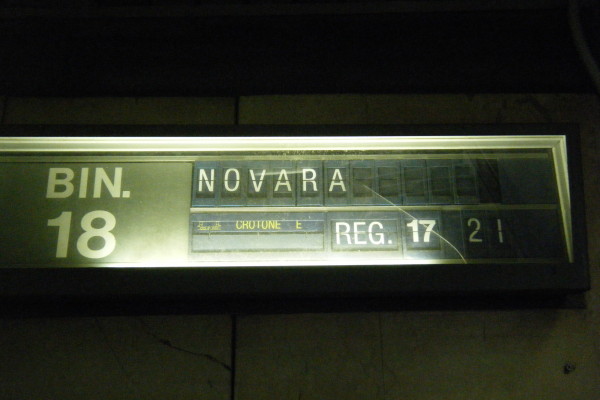 BIN.
18
NOVARA
CROTONE E
REG. 17 21